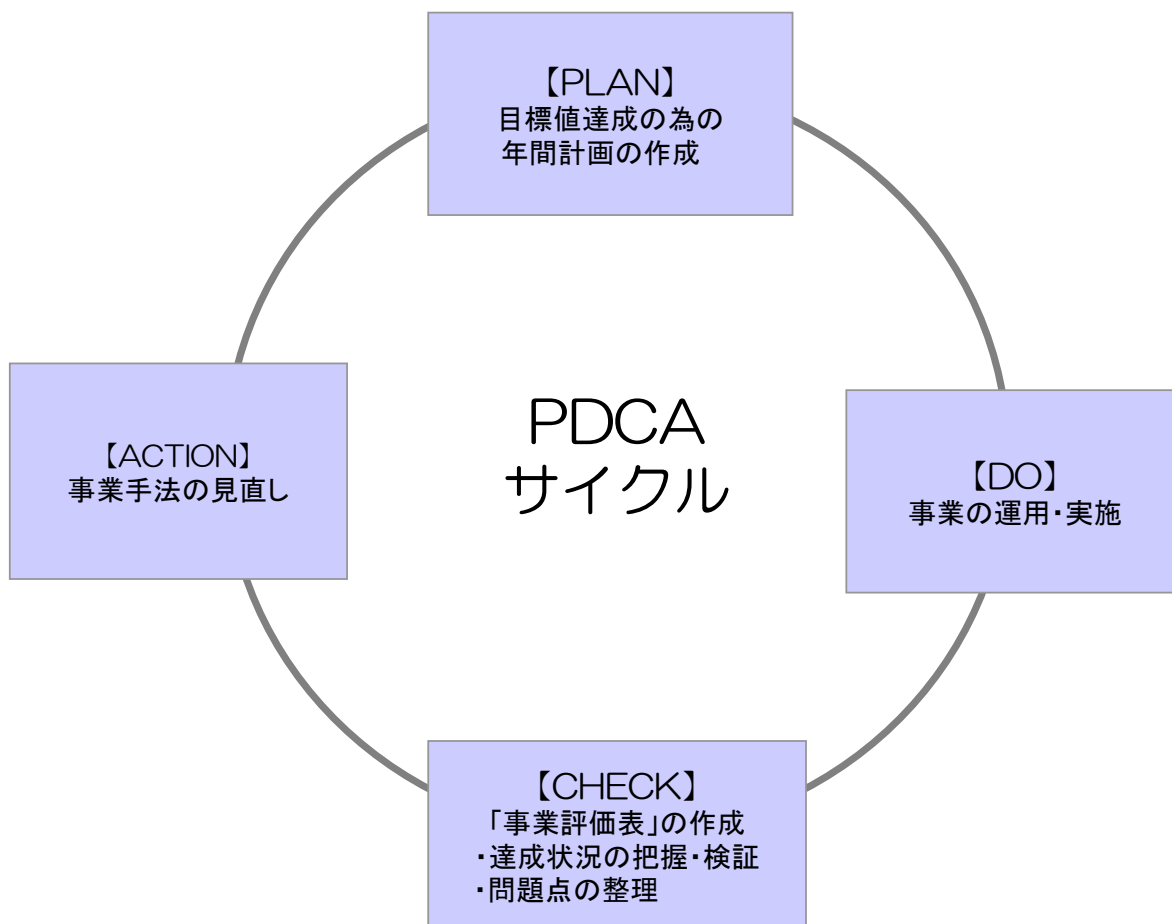 【PLAN】
目標値達成の為の
年間計画の作成
PDCA
サイクル
【ACTION】
事業手法の見直し
【DO】
事業の運用・実施
【CHECK】
「事業評価表」の作成
・達成状況の把握・検証
・問題点の整理